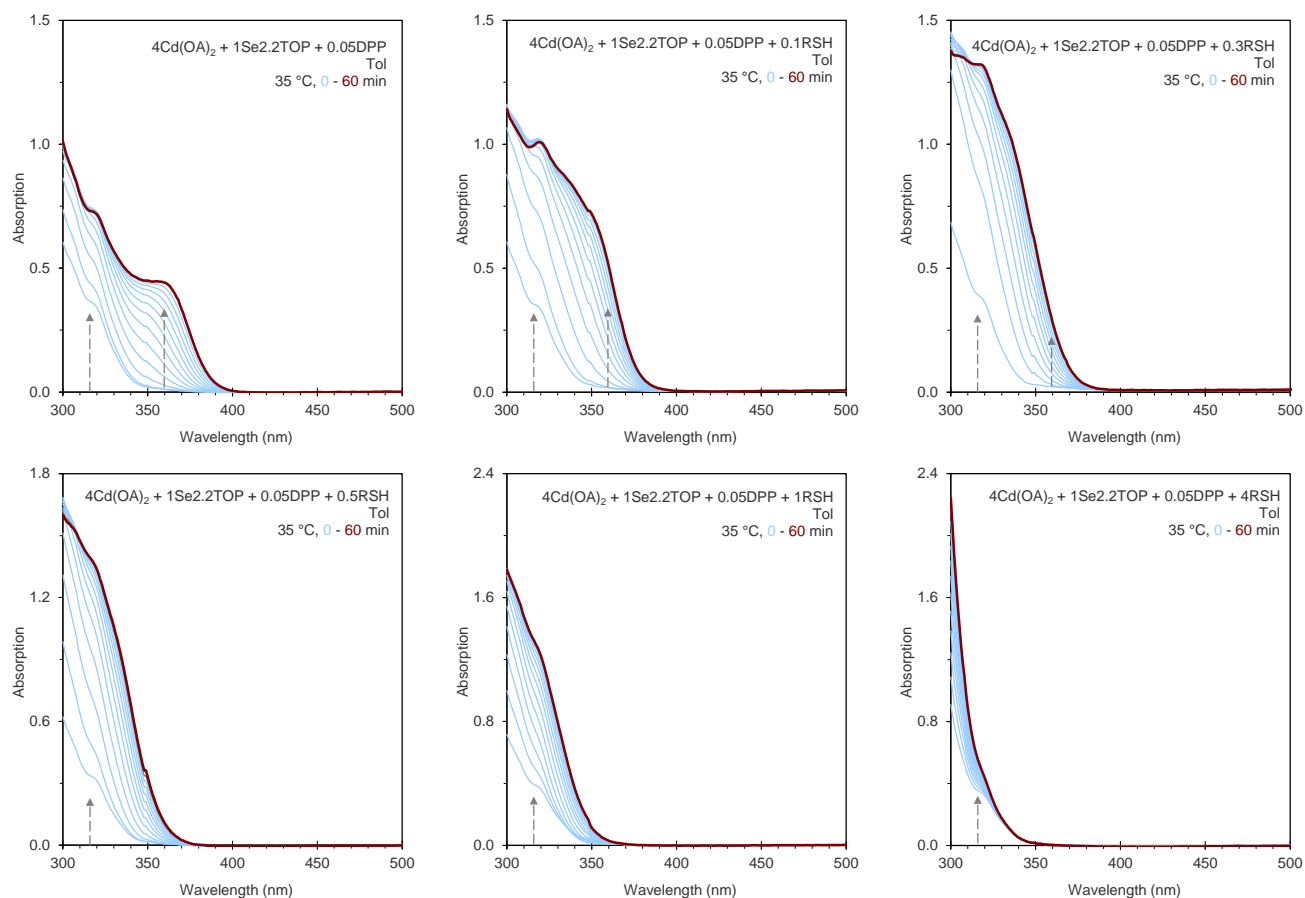 1.5
1.0
0.5
0.0
Absorption
4Cd(OA)₂ + 1Se2.2TOP + 0.05DPP
Tol
35 °C, 0 - 60 min
300 350 400 450 500
Wavelength (nm)
1.5
1.0
0.5
0.0
Absorption
4Cd(OA)₂ + 1Se2.2TOP + 0.05DPP + 0.1RSH
Tol
35 °C, 0 - 60 min
300 350 400 450 500
Wavelength (nm)
1.5
1.0
0.5
0.0
Absorption
4Cd(OA)₂ + 1Se2.2TOP + 0.05DPP + 0.3RSH
Tol
35 °C, 0 - 60 min
300 350 400 450 500
Wavelength (nm)
1.8
1.2
0.6
0.0
Absorption
4Cd(OA)₂ + 1Se2.2TOP + 0.05DPP + 0.5RSH
Tol
35 °C, 0 - 60 min
300 350 400 450 500
Wavelength (nm)
2.4
1.6
0.8
0.0
Absorption
4Cd(OA)₂ + 1Se2.2TOP + 0.05DPP + 1RSH
Tol
35 °C, 0 - 60 min
300 350 400 450 500
Wavelength (nm)
2.4
1.6
0.8
0.0
Absorption
4Cd(OA)₂ + 1Se2.2TOP + 0.05DPP + 4RSH
Tol
35 °C, 0 - 60 min
300 350 400 450 500
Wavelength (nm)